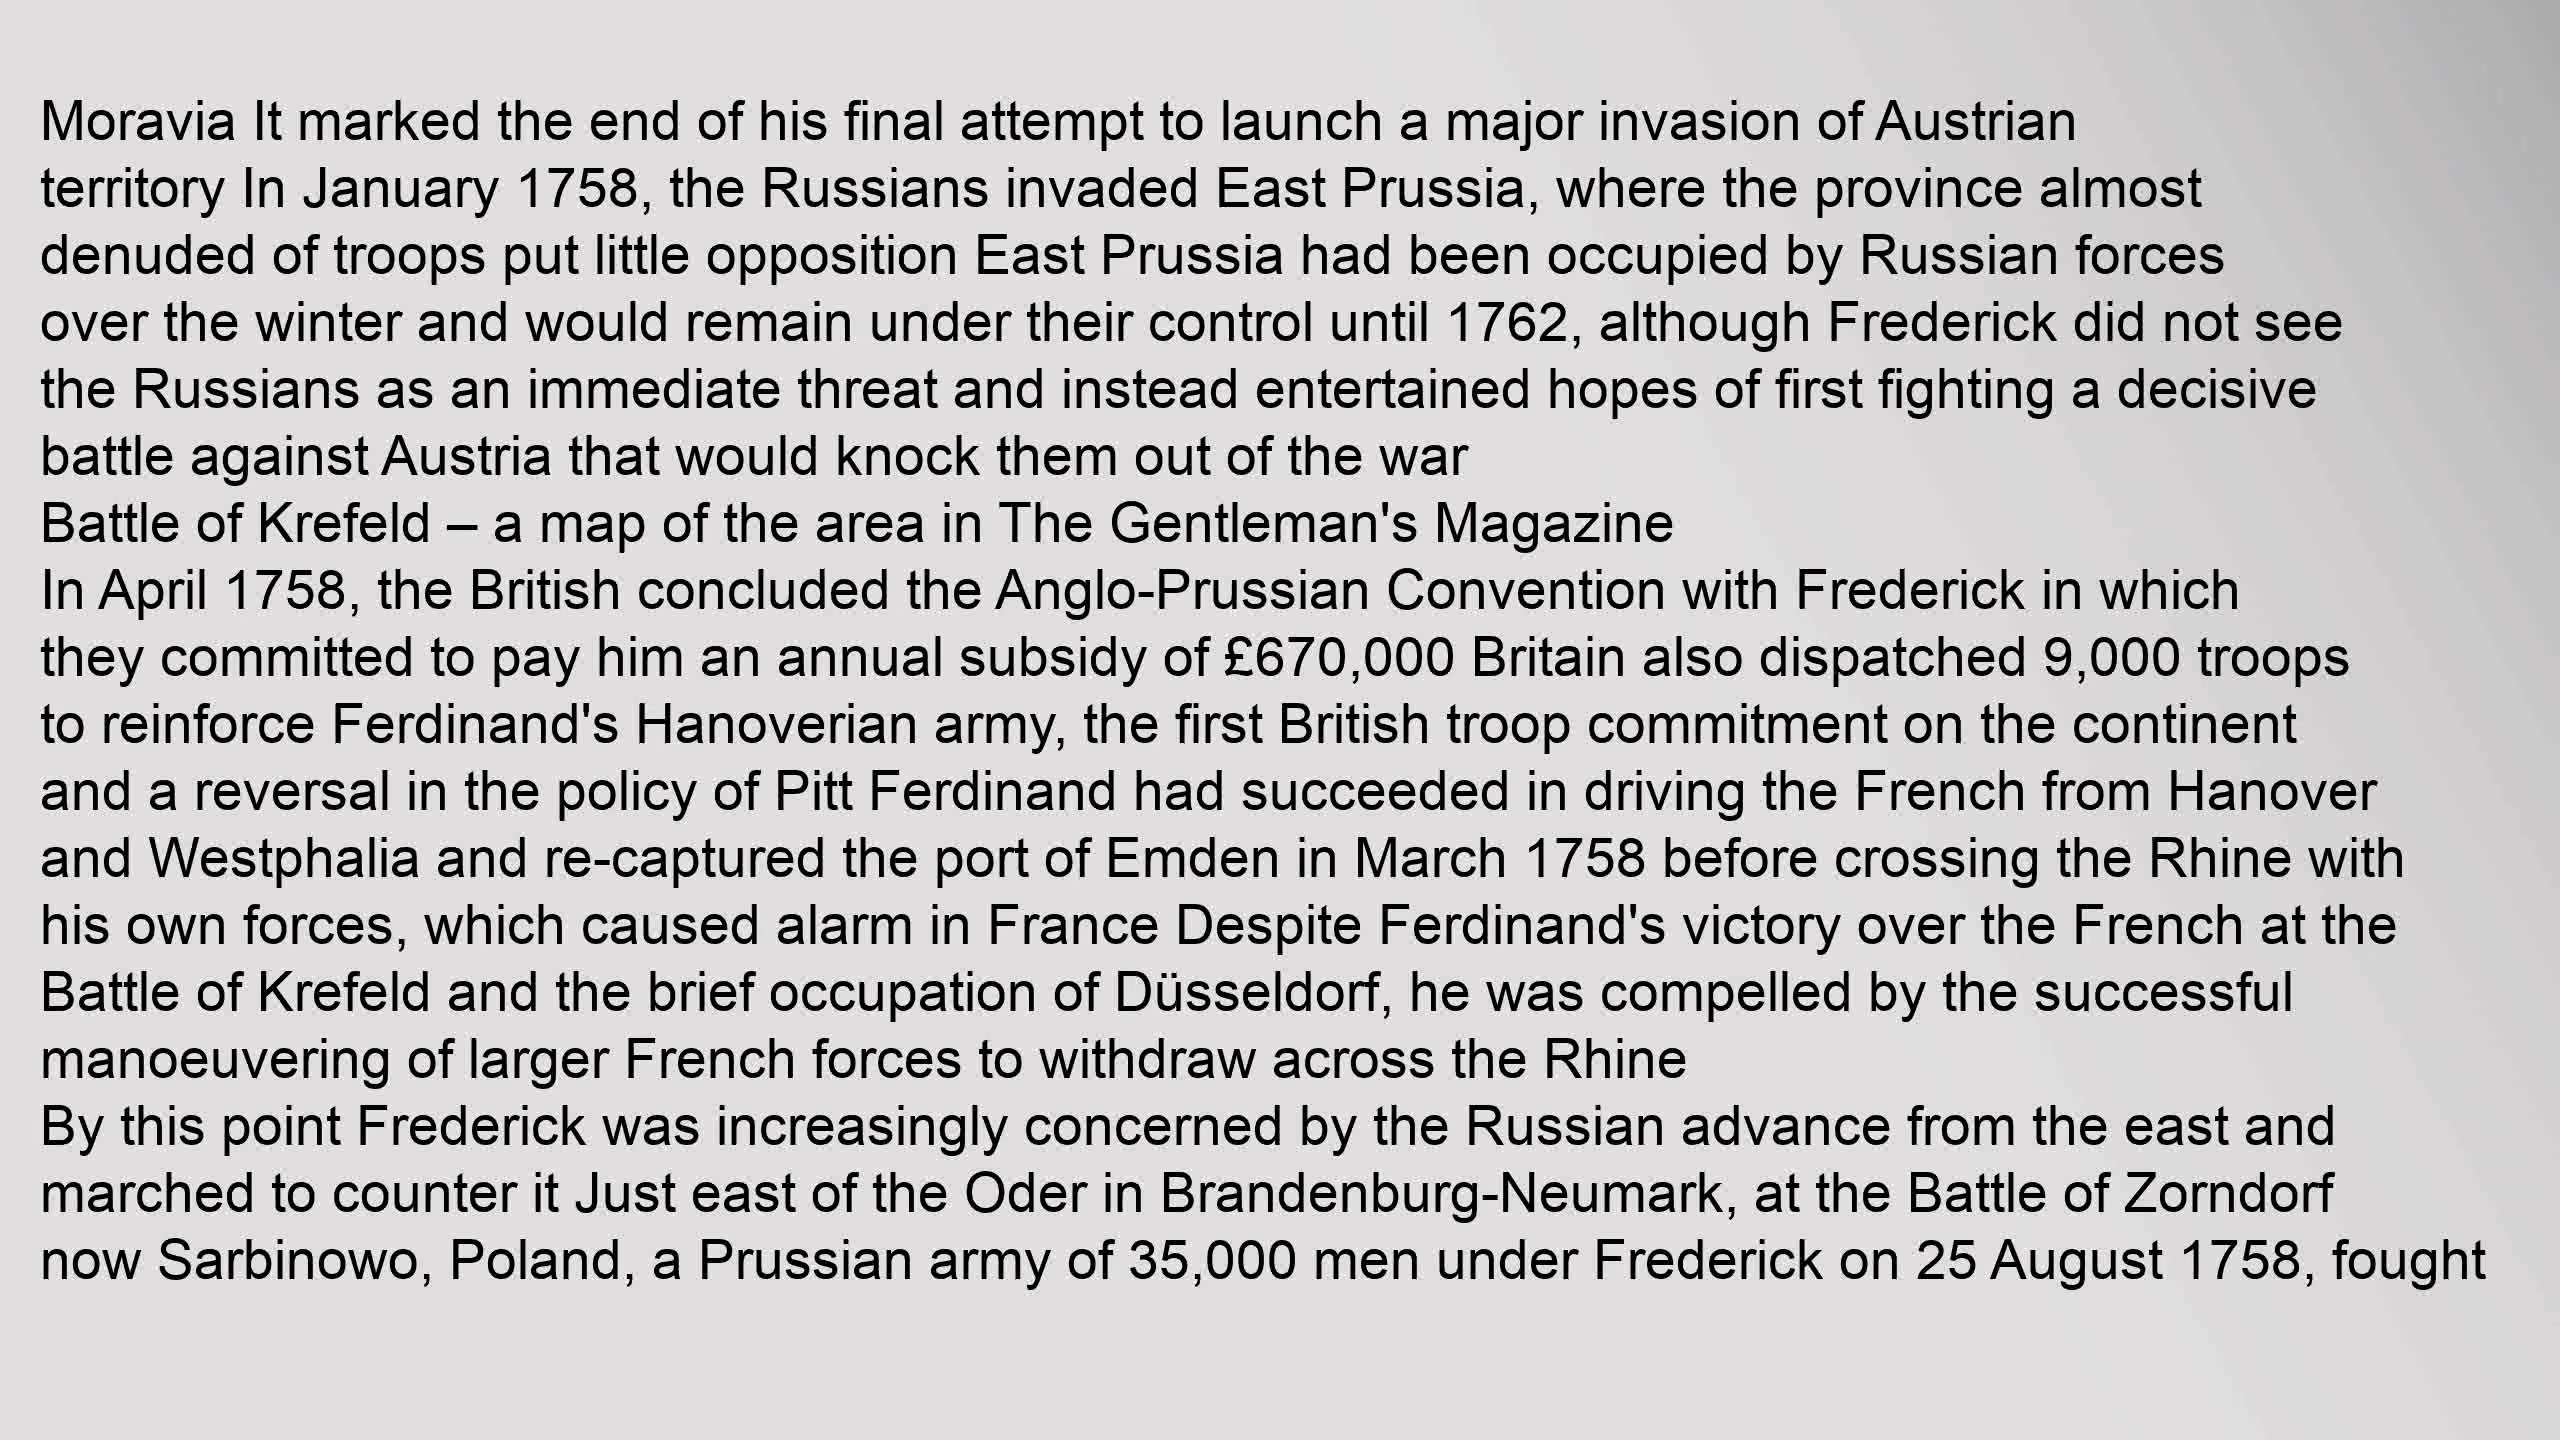 Moravia It marked the end of his final attempt to launch a major invasion of Austrian
territory In January 1758, the Russians invaded East Prussia, where the province almost
denuded of troops put little opposition East Prussia had been occupied by Russian forces
over the winter and would remain under their control until 1762, although Frederick did not see
the Russians as an immediate threat and instead entertained hopes of first fighting a decisive
battle against Austria that would knock them out of the war
Battle of Krefeld – a map of the area in The Gentleman's Magazine
In April 1758, the British concluded the Anglo-Prussian Convention with Frederick in which
they committed to pay him an annual subsidy of £670,000 Britain also dispatched 9,000 troops
to reinforce Ferdinand's Hanoverian army, the first British troop commitment on the continent
and a reversal in the policy of Pitt Ferdinand had succeeded in driving the French from Hanover
and Westphalia and re-captured the port of Emden in March 1758 before crossing the Rhine with
his own forces, which caused alarm in France Despite Ferdinand's victory over the French at the
Battle of Krefeld and the brief occupation of Düsseldorf, he was compelled by the successful
manoeuvering of larger French forces to withdraw across the Rhine
By this point Frederick was increasingly concerned by the Russian advance from the east and
marched to counter it Just east of the Oder in Brandenburg-Neumark, at the Battle of Zorndorf
now Sarbinowo, Poland, a Prussian army of 35,000 men under Frederick on 25 August 1758, fought